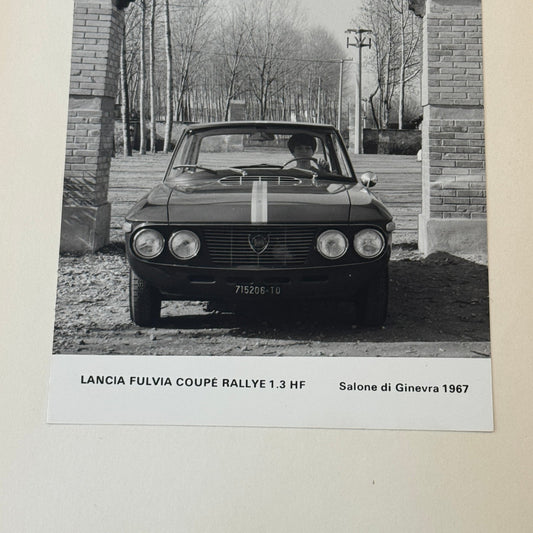 715206-TO
LANCIA FULVIA COUPÉ RALLYE 1.3 HF Salone di Ginevra 1967